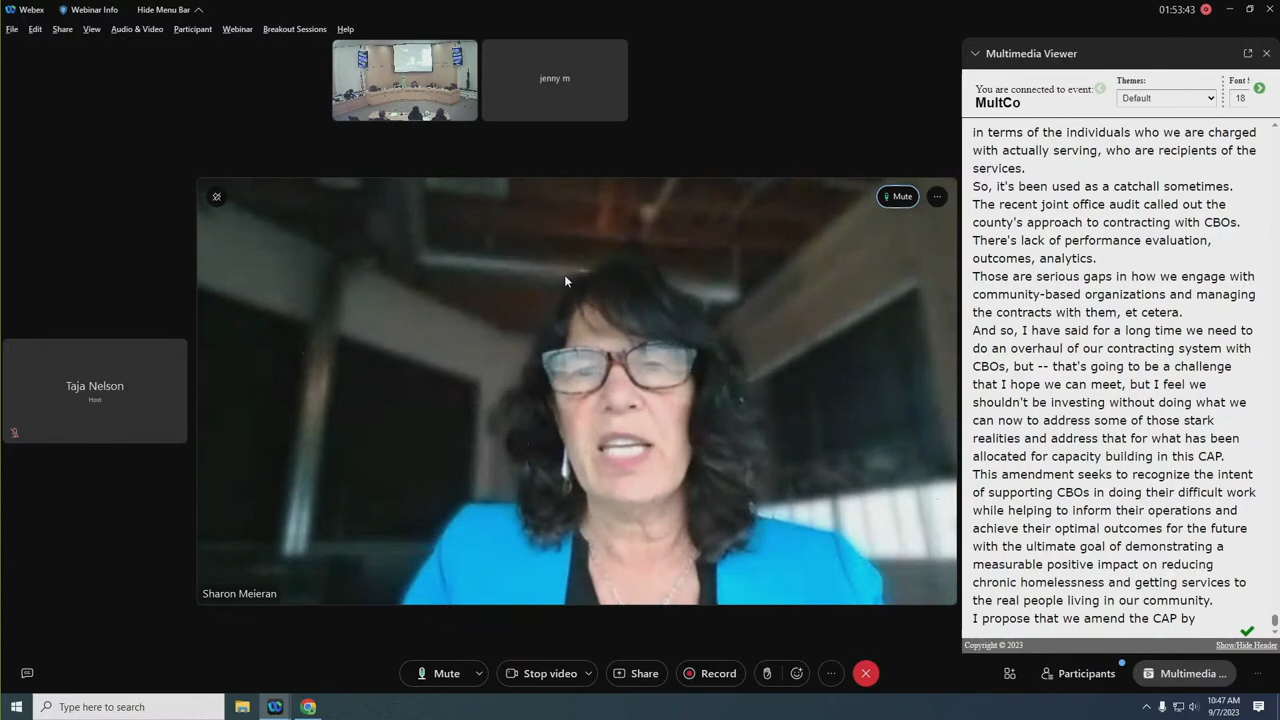 Webex
Webinar Info
Hide Menu Bar
01:53:43
File Edit Share View Audio & Video Participant Webinar Breakout Sessions Help
jenny m
Multimedia Viewer
You are connected to event:
MultCo
Themes:
Default
Font
18
in terms of the individuals who we are charged
with actually serving, who are recipients of the
services.
So, it's been used as a catchall sometimes.
The recent joint office audit called out the
county's approach to contracting with CBOs.
There's lack of performance evaluation,
outcomes, analytics.
Those are serious gaps in how we engage with
community-based organizations and managing
the contracts with them, et cetera.
And so, I have said for a long time we need to
do an overhaul of our contracting system with
CBOs, but -- that's going to be a challenge
that I hope we can meet, but I feel we
shouldn't be investing without doing what we
can now to address some of those stark
realities and address that for what has been
allocated for capacity building in this CAP.
This amendment seeks to recognize the intent
of supporting CBOs in doing their difficult work
while helping to inform their operations and
achieve their optimal outcomes for the future
with the ultimate goal of demonstrating a
measurable positive impact on reducing
chronic homelessness and getting services to
the real people living in our community.
I propose that we amend the CAP by
Copyright © 2023
Show/Hide Header
Mute
Taja Nelson
Host
Sharon Meieran
Mute
Stop video
Share
Record
Participants
Multimedia ...
Type here to search
10:47 AM
9/7/2023